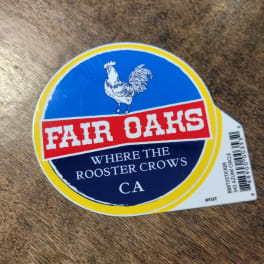 FAIR OAKS
WHERE THE
ROOSTER CROWS
CA